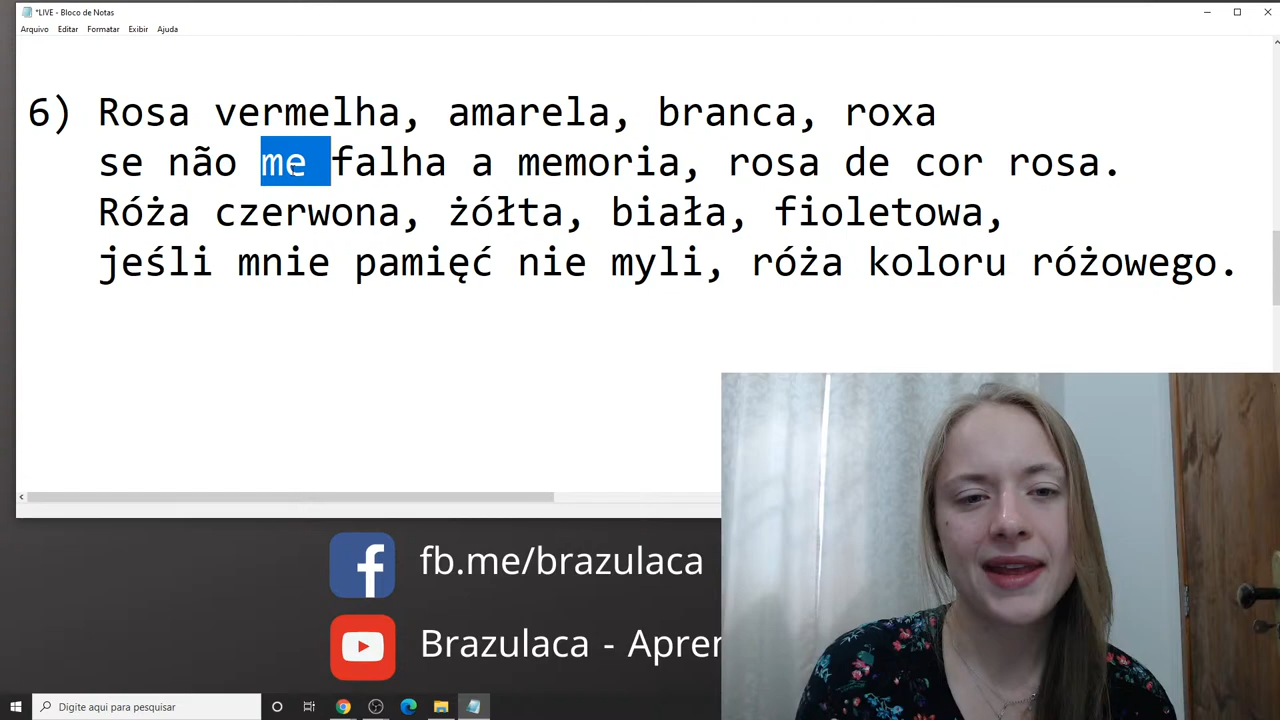 *LIVE - Bloco de Notas
Arquivo Editar Formatar Exibir Ajuda
6) Rosa vermelha, amarela, branca, roxa
se não me falha a memoria, rosa de cor rosa.
Róża czerwona, żółta, biała, fioletowa,
jeśli mnie pamięć nie myli, róża koloru różowego.
fb.me/brazulaca
Brazulaca - Apren
Digite aqui para pesquisar